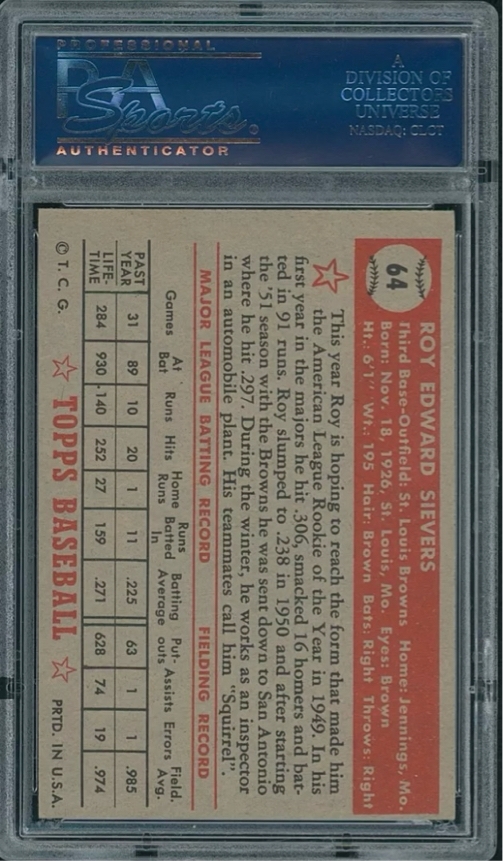 PROFESSIONAL
PSA
Sports®
AUTHENTICATOR
A
DIVISION OF
COLLECTORS
UNIVERSE
NASDAQ: CLCT
64
ROY EDWARD SIEVERS
Third Base-Outfield: St. Louis Browns Home: Jennings, Mo.
Born: Nov. 18, 1926, St. Louis, Mo. Eyes: Brown
Ht.: 6'1" Wt.: 195 Hair: Brown Bats: Right Throws: Right
This year Roy is hoping to reach the form that made him
the American League Rookie of the Year in 1949. In his
first year in the majors he hit .306, smacked 16 homers and bat-
ted in 91 runs. Roy slumped to .238 in 1950 and after starting
the '51 season with the Browns he was sent down to San Antonio
where he hit .297. During the winter, he works as an inspector
in an automobile plant. His teammates call him "Squirrel".
MAJOR LEAGUE BATTING RECORD FIELDING RECORD
Games At Bat Runs Hits Home Runs Runs Batted In Batting Average Put-outs Assists Errors Field. Avg.
PAST YEAR 31 89 10 20 1 11 .225 63 1 1 .985
LIFE-TIME 284 930 140 252 27 159 .271 628 74 19 .974
© T. C. G. TOPPS BASEBALL PRTD. IN U.S.A.